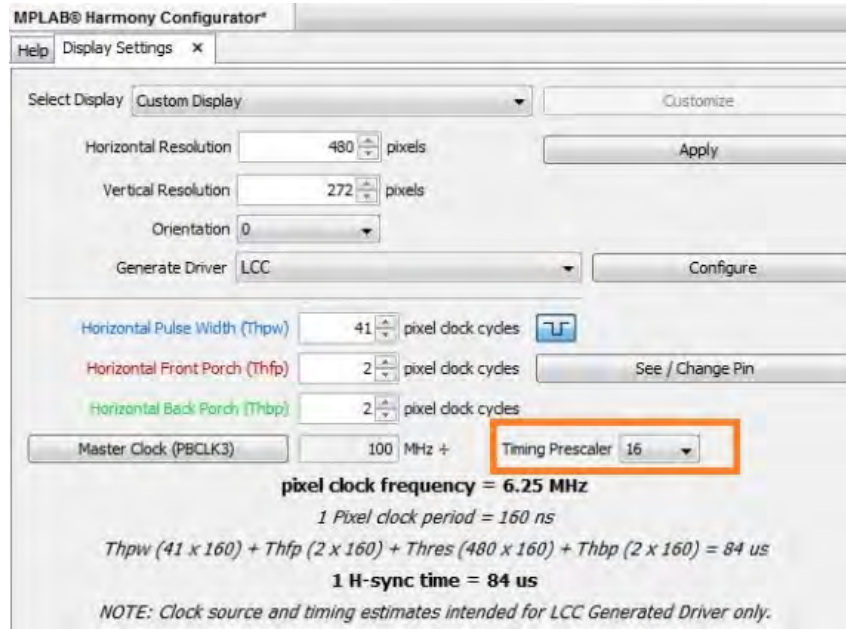 MPLAB® Harmony Configurator*
Help Display Settings ×
Select Display Custom Display Customize
Horizontal Resolution 480 pixels Apply
Vertical Resolution 272 pixels
Orientation 0
Generate Driver LCC Configure
Horizontal Pulse Width (Thpw) 41 pixel clock cycles
Horizontal Front Porch (Thfp) 2 pixel clock cycles See / Change Pin
Horizontal Back Porch (Thbp) 2 pixel clock cycles
Master Clock (PBCLK3) 100 MHz ÷ Timing Prescaler 16
pixel clock frequency = 6.25 MHz
1 Pixel clock period = 160 ns
Thpw (41 x 160) + Thfp (2 x 160) + Thres (480 x 160) + Thbp (2 x 160) = 84 us
1 H-sync time = 84 us
NOTE: Clock source and timing estimates intended for LCC Generated Driver only.